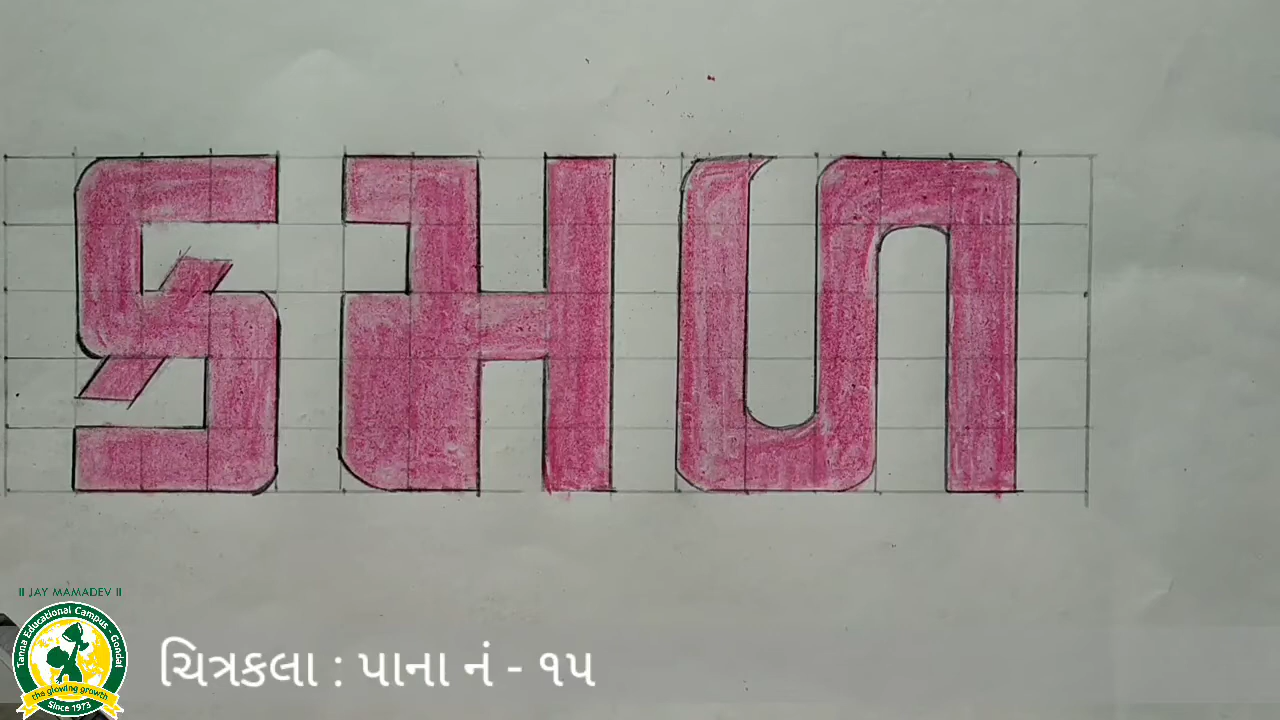 કમળ
॥ JAY MAMADEV ॥
Tanna Educational Campus - Gondal
the glowing growth
Since 1973
ચિત્રકલા : પાના નં - ૧૫